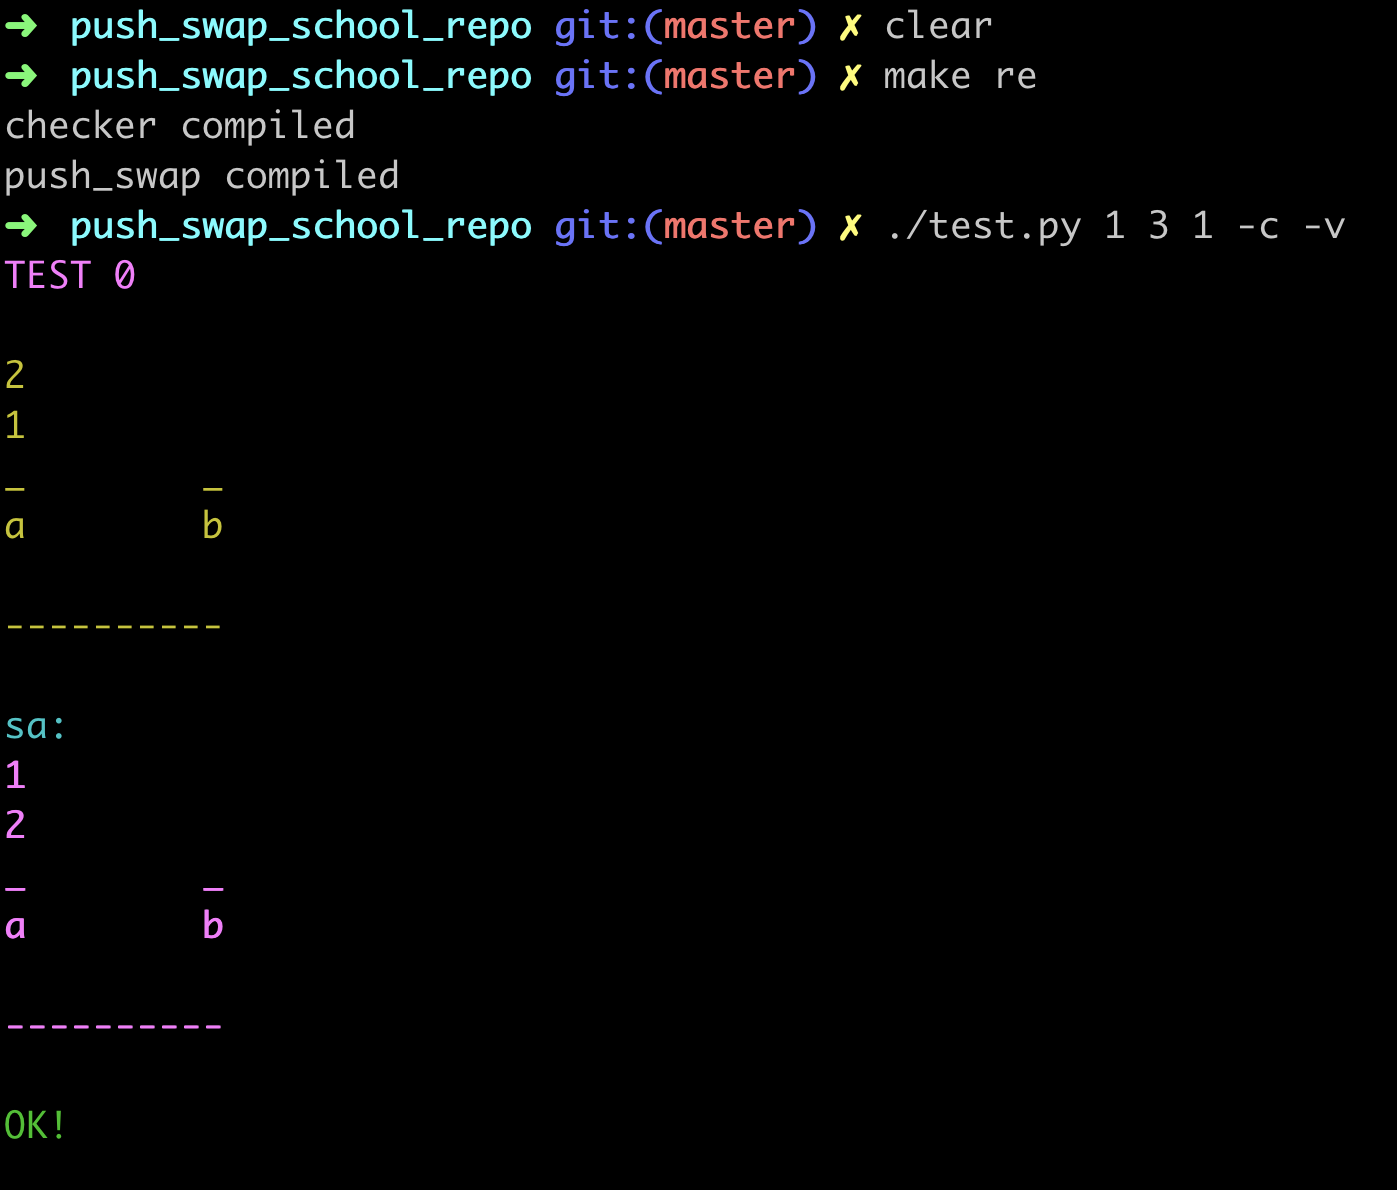 ➜  push_swap_school_repo git:(master) ✗ clear
➜  push_swap_school_repo git:(master) ✗ make re
checker compiled
push_swap compiled
➜  push_swap_school_repo git:(master) ✗ ./test.py 1 3 1 -c -v
TEST 0
2
1
_        _
a        b
----------
sa:
1
2
_        _
a        b
----------
OK!